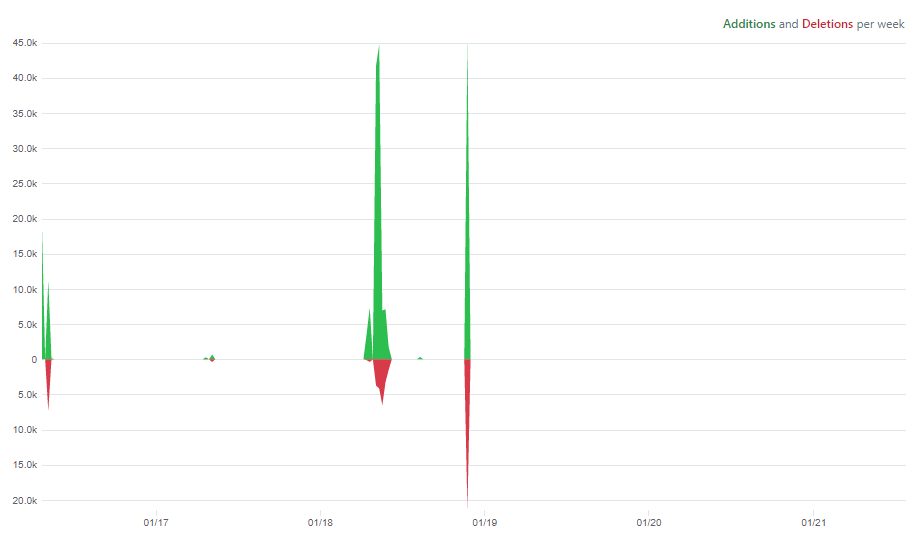 Additions and Deletions per week
45.0k
40.0k
35.0k
30.0k
25.0k
20.0k
15.0k
10.0k
5.0k
0
5.0k
10.0k
15.0k
20.0k
01/17 01/18 01/19 01/20 01/21